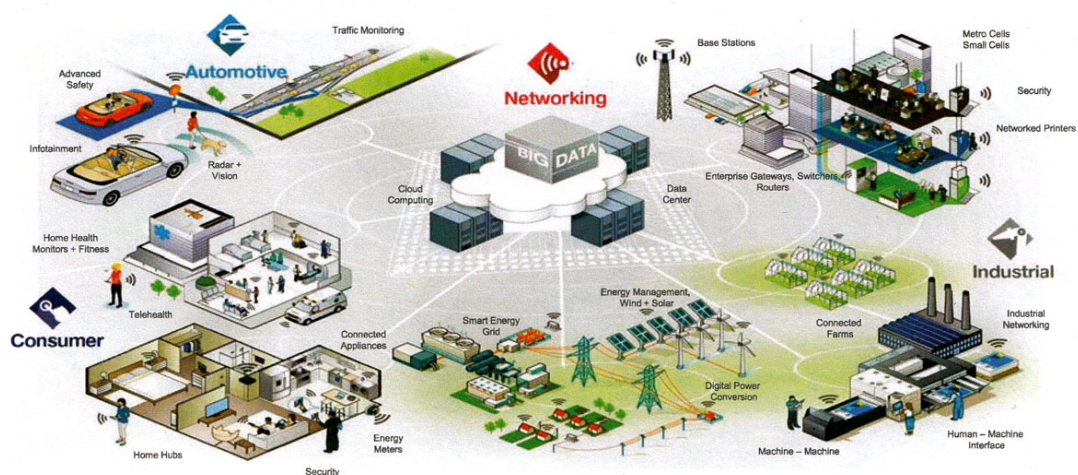 Traffic Monitoring
Automotive
Advanced
Safety
Infotainment
Radar +
Vision
Networking
Base Stations
Metro Cells
Small Cells
Security
Networked Printers
Enterprise Gateways, Switchers,
Routers
BIG DATA
Cloud
Computing
Data
Center
Home Health
Monitors + Fitness
Telehealth
Consumer
Connected
Appliances
Home Hubs
Security
Energy
Meters
Smart Energy
Grid
Energy Management,
Wind + Solar
Digital Power
Conversion
Connected
Farms
Industrial
Industrial
Networking
Machine – Machine
Human – Machine
Interface